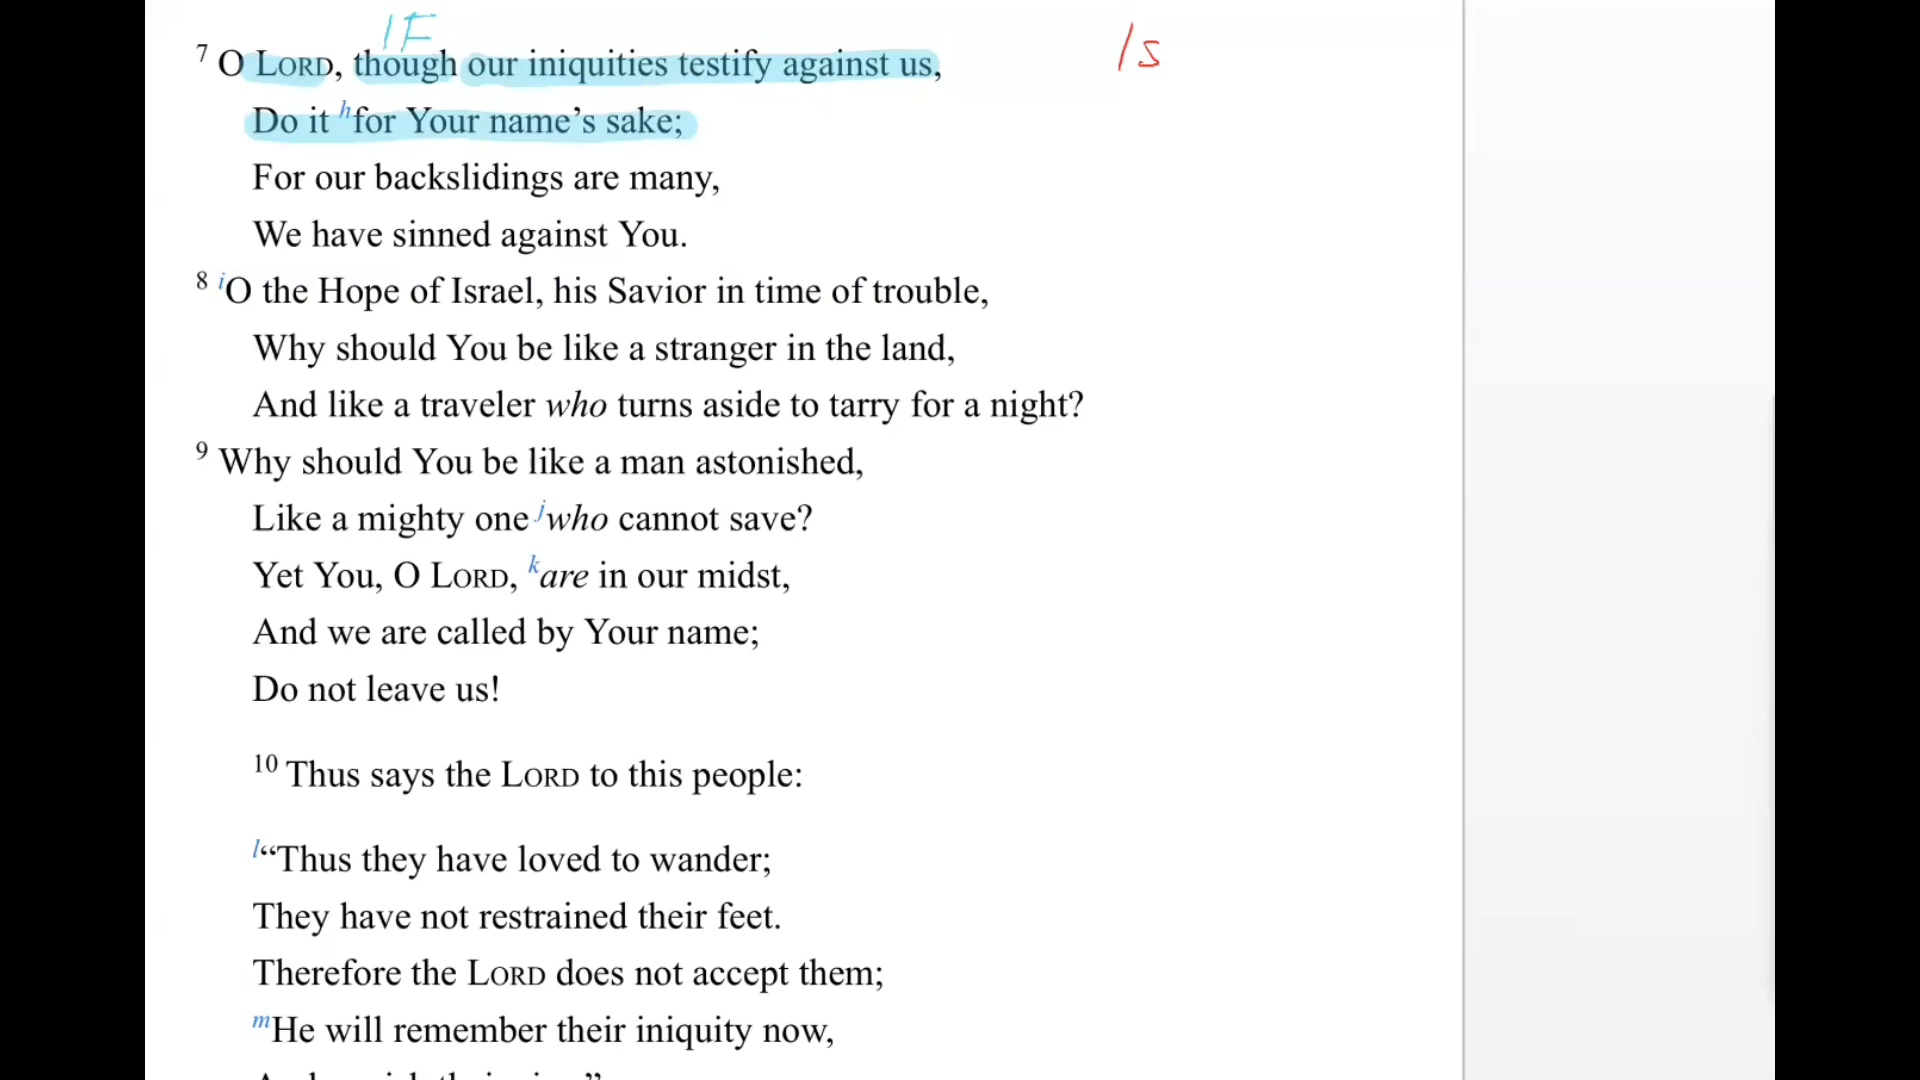 IF
7 O LORD, though our iniquities testify against us, Is
Do it h for Your name’s sake;
For our backslidings are many,
We have sinned against You.
8 i O the Hope of Israel, his Savior in time of trouble,
Why should You be like a stranger in the land,
And like a traveler who turns aside to tarry for a night?
9 Why should You be like a man astonished,
Like a mighty one j who cannot save?
Yet You, O LORD, k are in our midst,
And we are called by Your name;
Do not leave us!
10 Thus says the LORD to this people:
l “Thus they have loved to wander;
They have not restrained their feet.
Therefore the LORD does not accept them;
m He will remember their iniquity now,